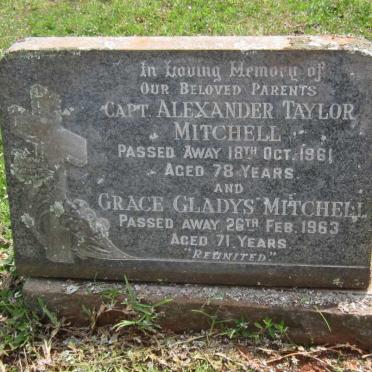 In Loving Memory of
OUR BELOVED PARENTS
CAPT. ALEXANDER TAYLOR
MITCHELL
PASSED AWAY 18TH OCT. 1961
AGED 78 YEARS
AND
GRACE GLADYS MITCHELL
PASSED AWAY 26TH FEB. 1963
AGED 71 YEARS
"REUNITED"